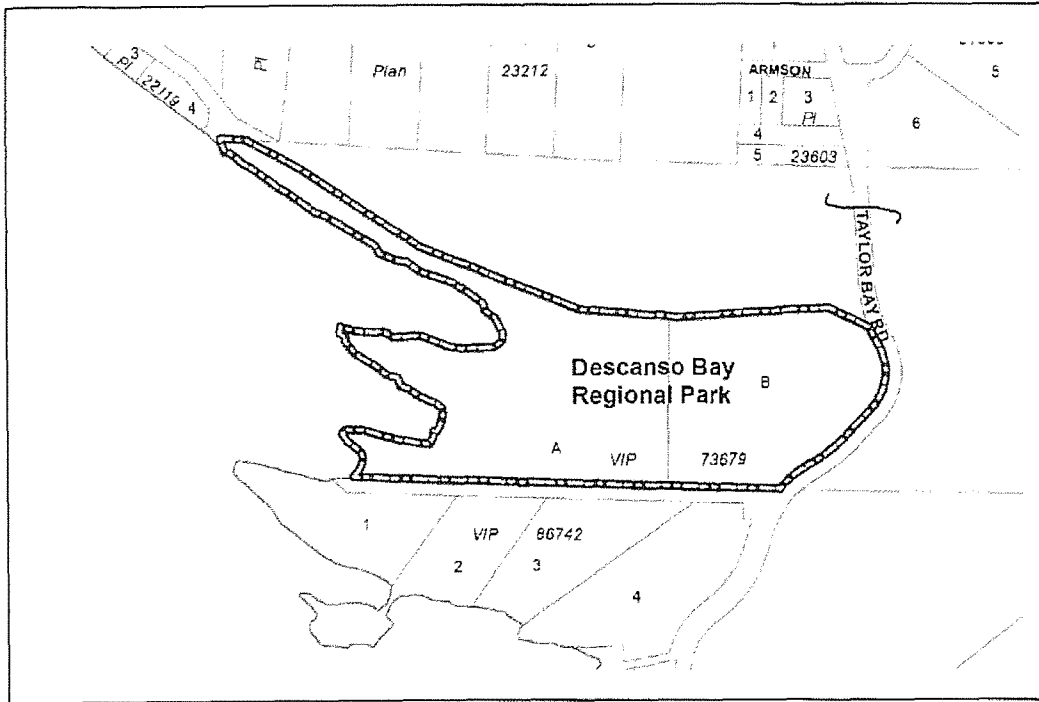 3
Pl
22119
4
Pl
Plan 23212
ARMSON
1 2 3
Pl
4
5 23603
5
6
TAYLOR BAY RD
Descanso Bay
Regional Park
B
A VIP 73679
1
VIP 86742
2 3
4